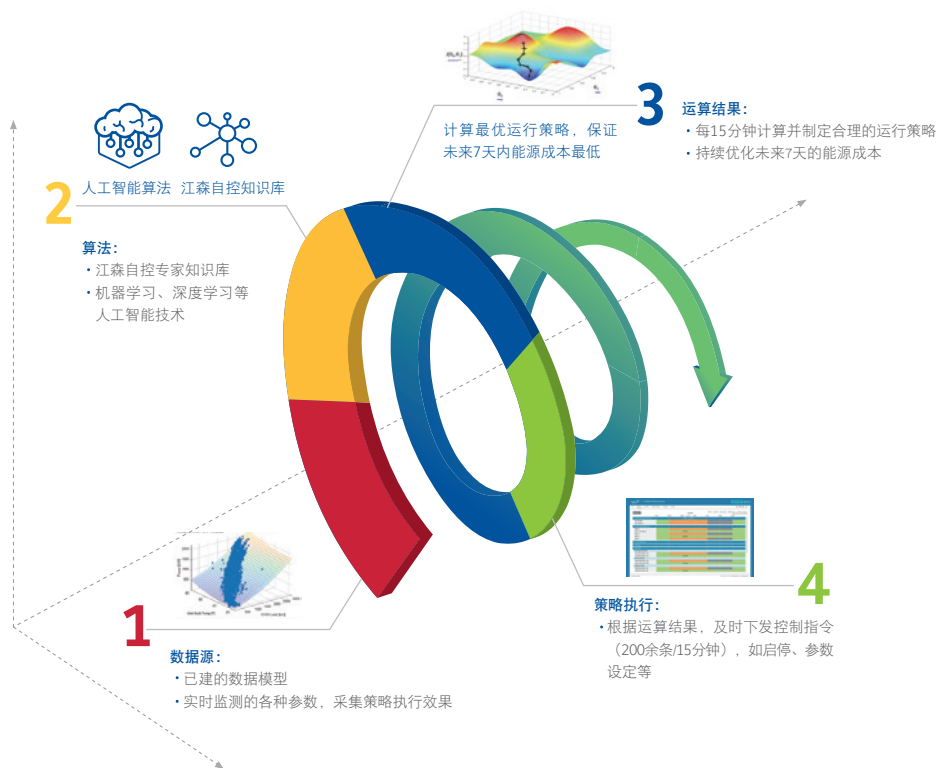 3
运算结果：
• 每15分钟计算并制定合理的运行策略
• 持续优化未来7天的能源成本
计算最优运行策略，保证
未来7天内能源成本最低
2
人工智能算法 江森自控知识库
算法：
• 江森自控专家知识库
• 机器学习、深度学习等
人工智能技术
1
数据源：
• 已建的数据模型
• 实时监测的各种参数，采集策略执行效果
4
策略执行：
• 根据运算结果，及时下发控制指令
（200余条/15分钟），如启停、参数
设定等